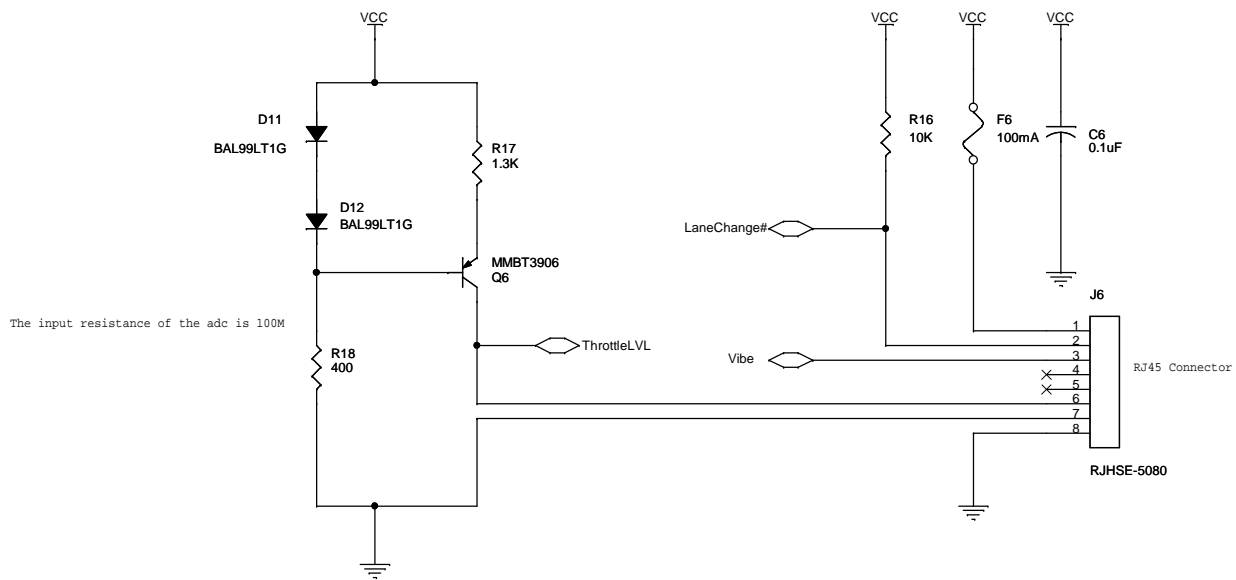 VCC
VCC
VCC
VCC
D11
BAL99LT1G
R17
1.3K
R16
10K
F6
100mA
C6
0.1uF
D12
BAL99LT1G
LaneChange#
MMBT3906
Q6
J6
The input resistance of the adc is 100M
R18
400
ThrottleLVL
Vibe
1
2
3
4
5
6
7
8
RJ45 Connector
RJHSE-5080